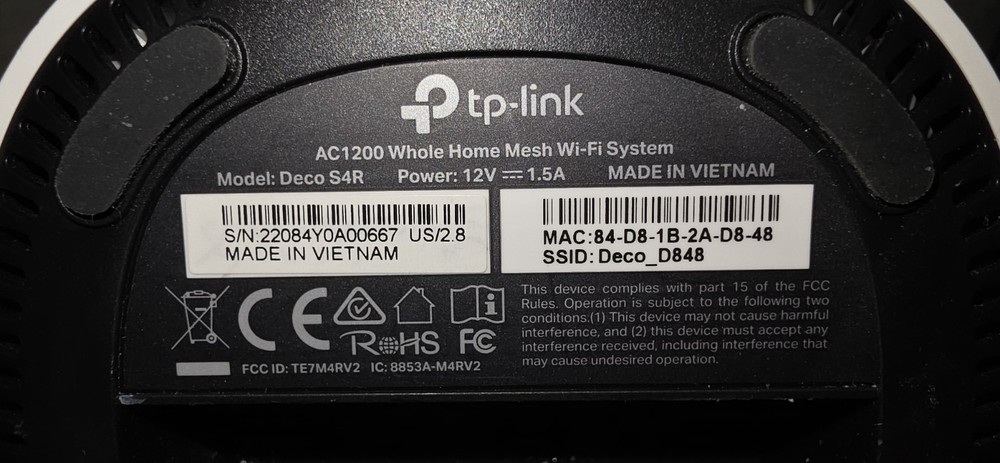 tp-link
AC1200 Whole Home Mesh Wi-Fi System
Model: Deco S4R Power: 12V ⎓ 1.5A MADE IN VIETNAM
S/N:22084Y0A00667 US/2.8
MADE IN VIETNAM
MAC:84-D8-1B-2A-D8-48
SSID: Deco_D848
CE
RoHS FC
FCC ID: TE7M4RV2 IC: 8853A-M4RV2
This device complies with part 15 of the FCC
Rules. Operation is subject to the following two
conditions.(1) This device may not cause harmful
interference, and (2) this device must accept any
interference received, including interference that
may cause undesired operation.